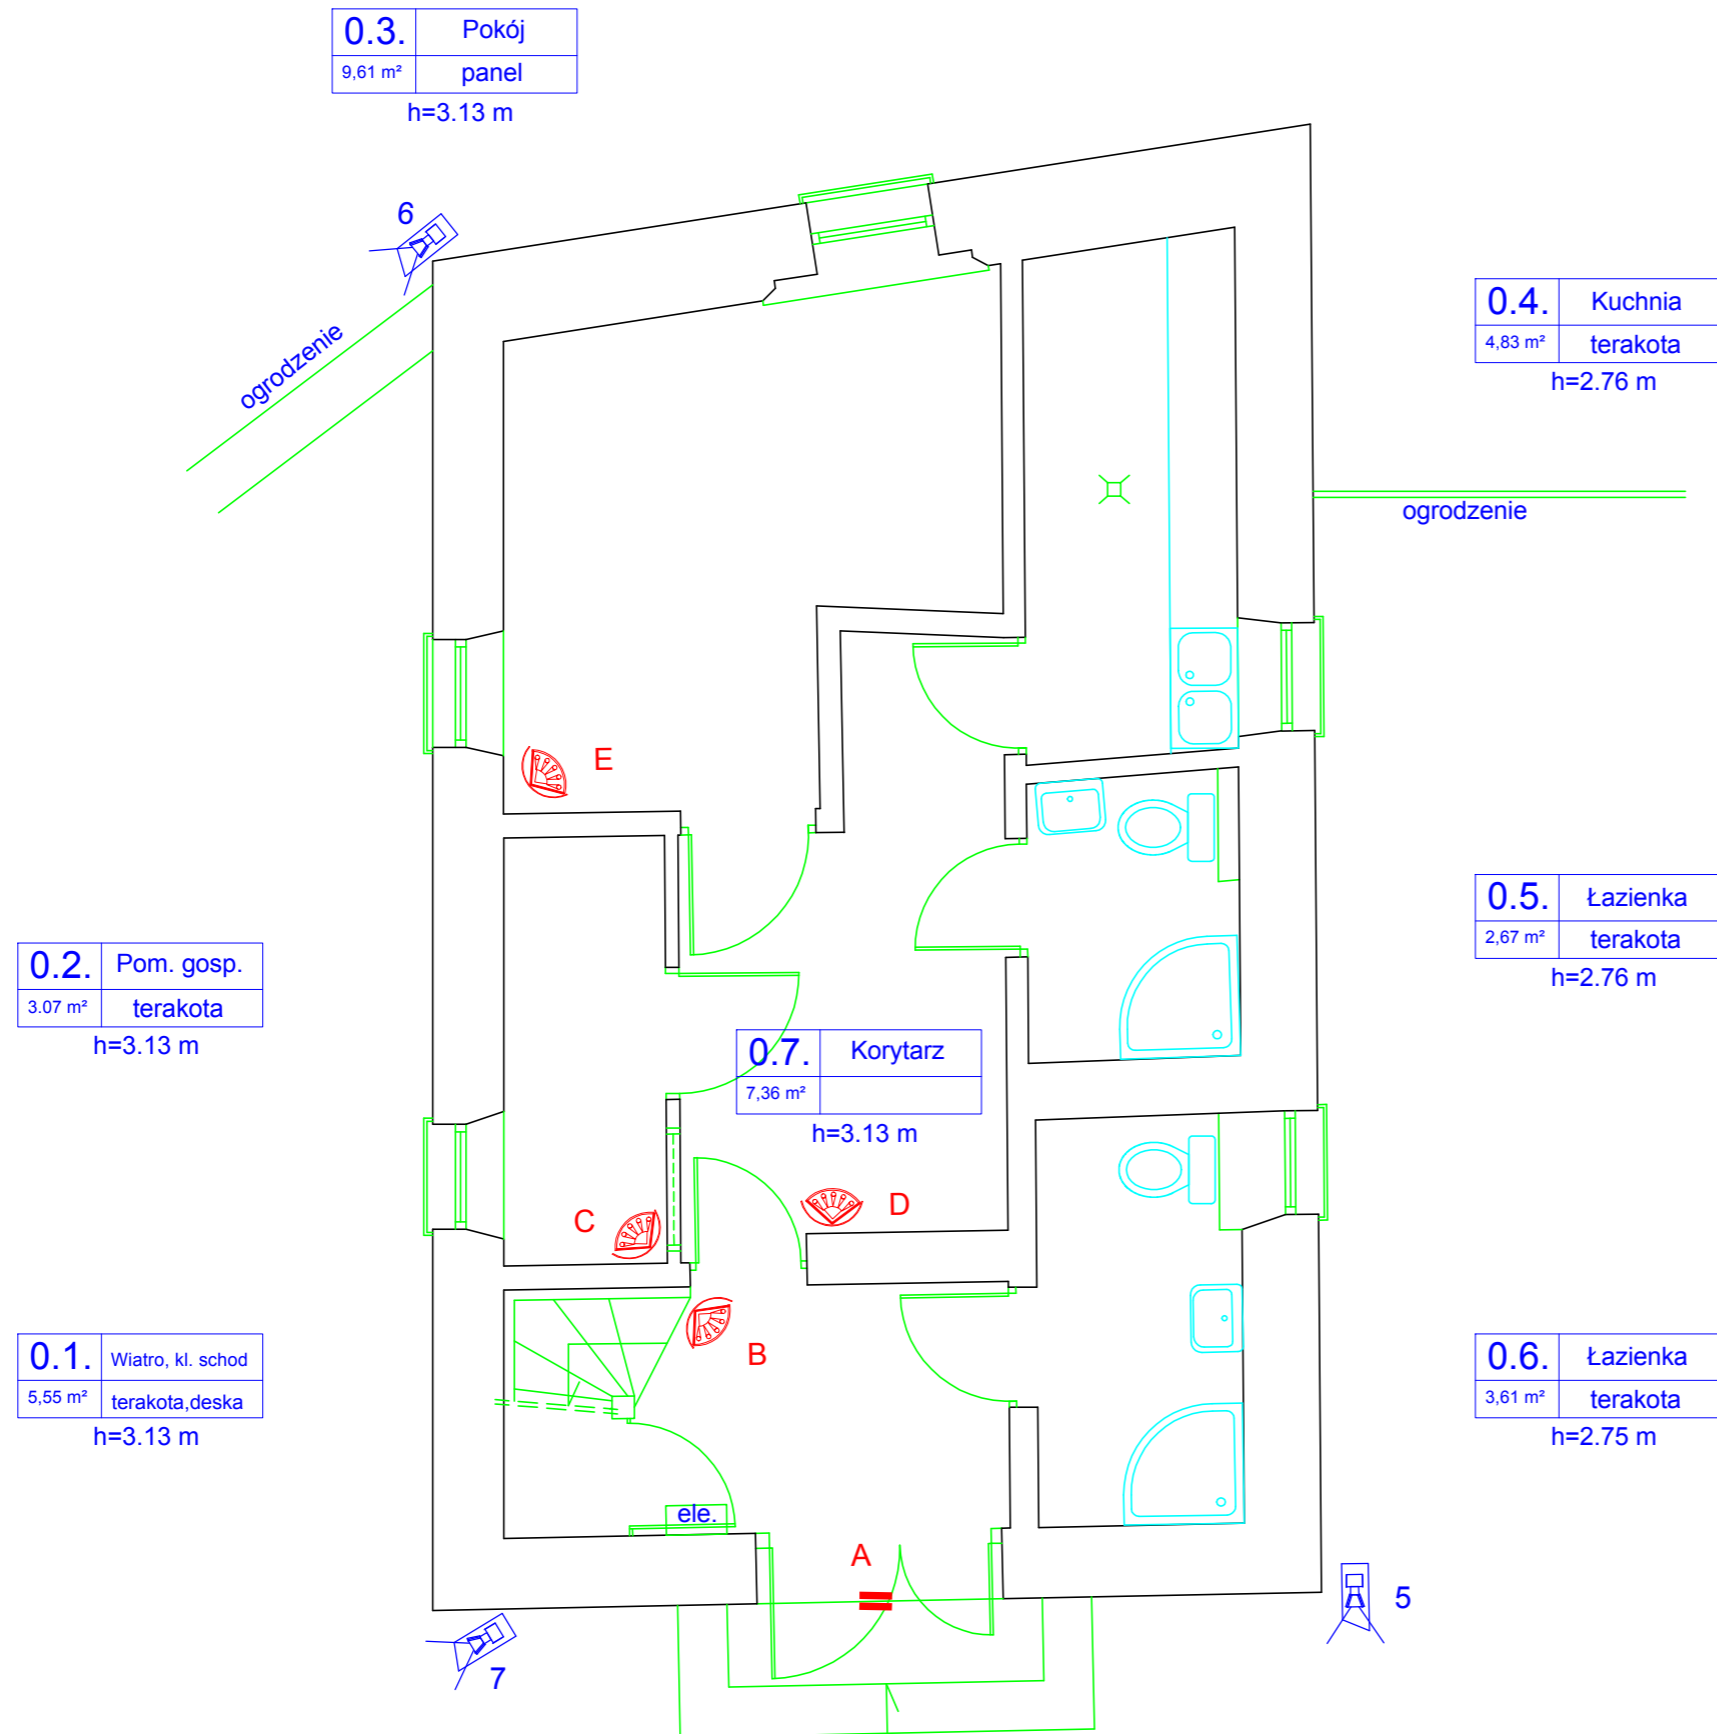 0.3. Pokój
9,61 m² panel
h=3.13 m
6
ogrodzenie
0.4. Kuchnia
4,83 m² terakota
h=2.76 m
ogrodzenie
E
0.5. Łazienka
2,67 m² terakota
h=2.76 m
0.2. Pom. gosp.
3.07 m² terakota
h=3.13 m
0.7. Korytarz
7,36 m²
h=3.13 m
C
D
B
0.1. Wiatro, kl. schod
5,55 m² terakota,deska
h=3.13 m
0.6. Łazienka
3,61 m² terakota
h=2.75 m
ele.
A
5
7